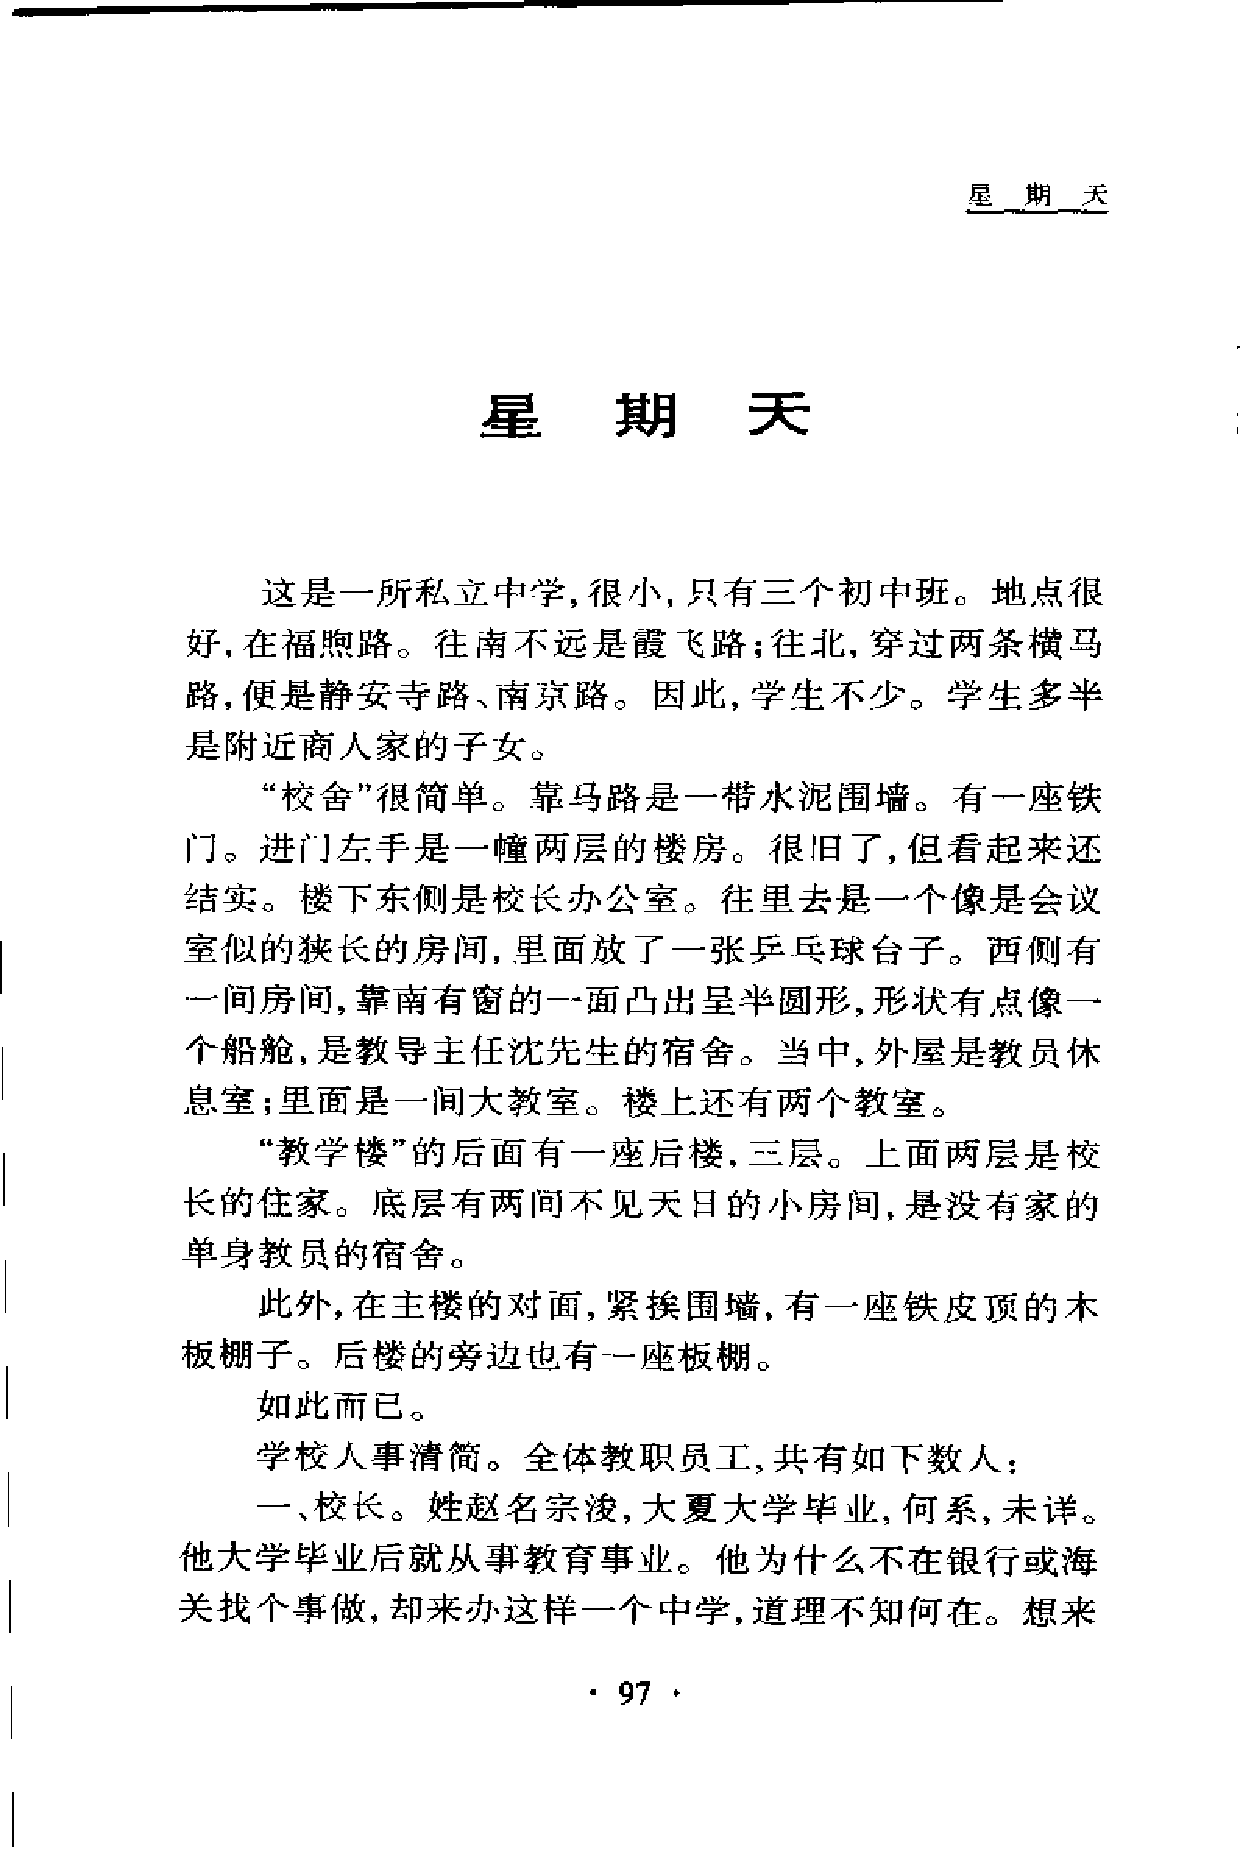 星 期 天
星 期 天
这是一所私立中学,很小,只有三个初中班。地点很
好,在福煦路。往南不远是霞飞路;往北,穿过两条横马
路,便是静安寺路、南京路。因此,学生不少。学生多半
是附近商人家的子女。
“校舍”很简单。靠马路是一带水泥围墙。有一座铁
门。进门左手是一幢两层的楼房。很旧了,但看起来还
结实。楼下东侧是校长办公室。往里去是一个像是会议
室似的狭长的房间,里面放了一张乒乓球台子。西侧有
一间房间,靠南有窗的一面凸出呈半圆形,形状有点像一
个船舱,是教导主任沈先生的宿舍。当中,外屋是教员休
息室;里面是一间大教室。楼上还有两个教室。
“教学楼”的后面有一座后楼,三层。上面两层是校
长的住家。底层有两间不见天日的小房间,是没有家的
单身教员的宿舍。
此外,在主楼的对面,紧挨围墙,有一座铁皮顶的木
板棚子。后楼的旁边也有一座板棚。
如此而已。
学校人事清简。全体教职员工,共有如下数人:
一、校长。姓赵名宗浚,大夏大学毕业,何系,未详。
他大学毕业后就从事教育事业。他为什么不在银行或海
关找个事做,却来办这样一个中学,道理不知何在。想来
· 97 ·